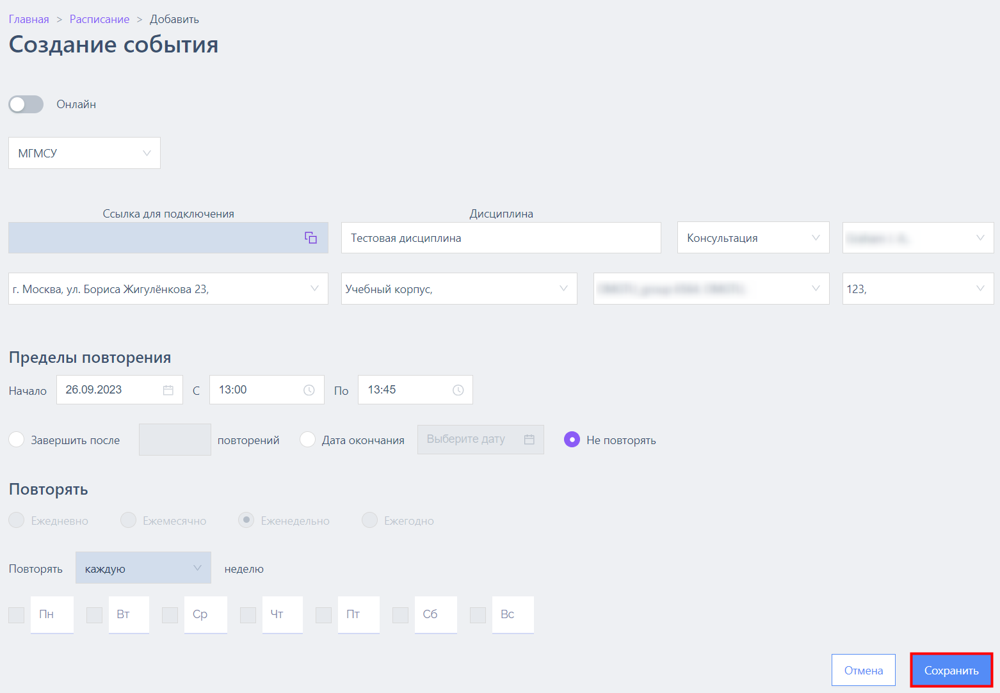 Главная > Расписание > Добавить
Создание события
Онлайн
МГМСУ
Ссылка для подключения Дисциплина
Тестовая дисциплина Консультация
г. Москва, ул. Бориса Жигулёнкова 23, Учебный корпус, 123,
Пределы повторения
Начало 26.09.2023 С 13:00 По 13:45
Завершить после повторений Дата окончания Выберите дату Не повторять
Повторять
Ежедневно Ежемесячно Еженедельно Ежегодно
Повторять каждую неделю
Пн Вт Ср Чт Пт Сб Вс
Отмена Сохранить